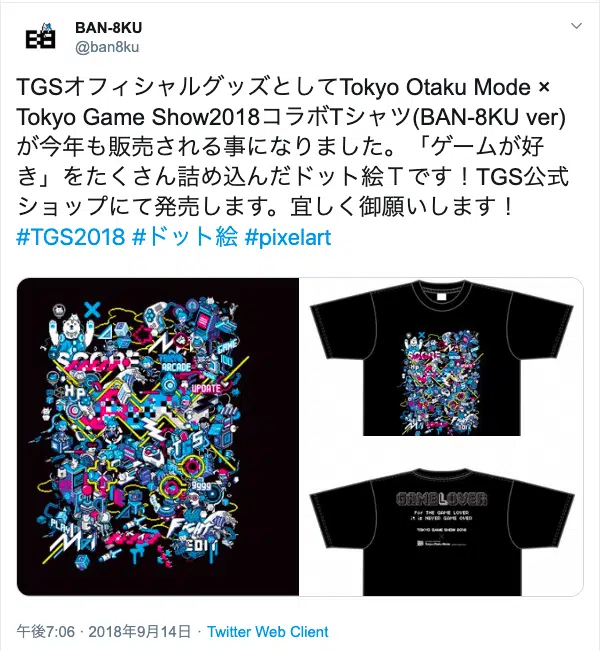 BAN-8KU
@ban8ku
TGSオフィシャルグッズとしてTokyo Otaku Mode ×
Tokyo Game Show2018コラボTシャツ(BAN-8KU ver)
が今年も販売される事になりました。「ゲームが好
き」をたくさん詰め込んだドット絵Ｔです！TGS公式
ショップにて発売します。宜しく御願いします！
#TGS2018 #ドット絵 #pixelart
SCORE
GAME
ARCADE
HP
UPDATE
9999
PLAY
FIGHT
EDIT
GAME LOVER
For THE GAME LOVER
it is NEVER GAME OVER
TOKYO GAME SHOW 2018
×
Tokyo Otaku Mode
午後7:06 · 2018年9月14日 · Twitter Web Client